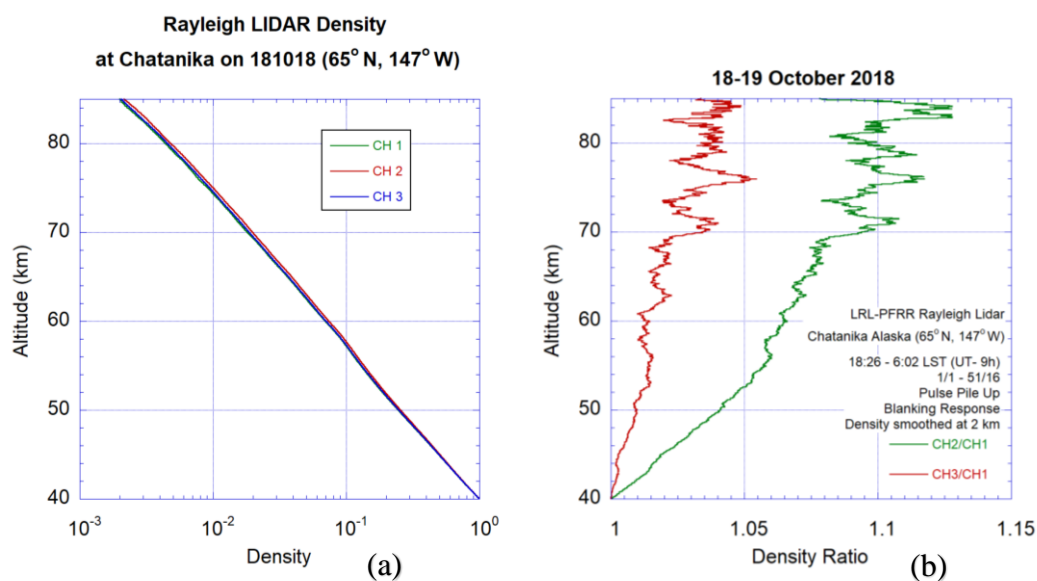 Rayleigh LIDAR Density
at Chatanika on 181018 (65° N, 147° W)
80
70
60
50
40
Altitude (km)
CH 1
CH 2
CH 3
10⁻³
10⁻²
10⁻¹
10⁰
Density
(a)
18-19 October 2018
80
70
60
50
40
Altitude (km)
LRL-PFRR Rayleigh Lidar
Chatanika Alaska (65° N, 147° W)
18:26 - 6:02 LST (UT- 9h)
1/1 - 51/16
Pulse Pile Up
Blanking Response
Density smoothed at 2 km
CH2/CH1
CH3/CH1
1
1.05
1.1
1.15
Density Ratio
(b)